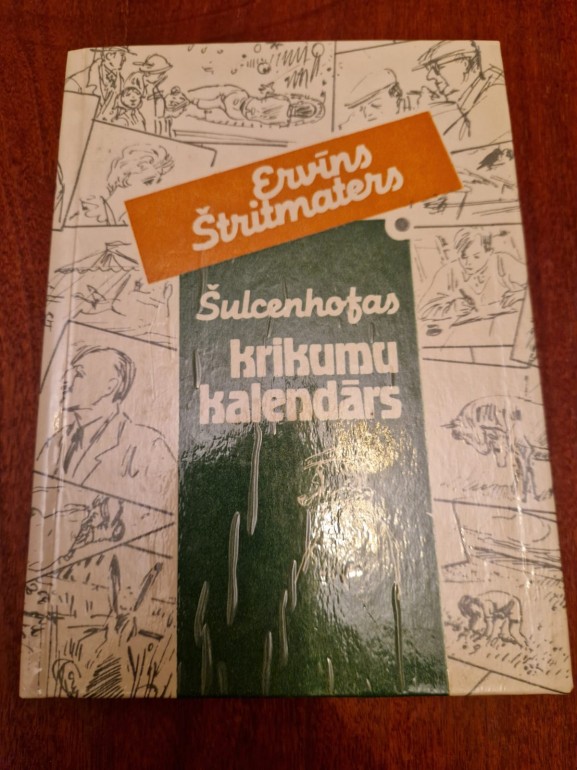 Ervīns
Štritmaters
Šulcenhofas
krikumu
kalendārs